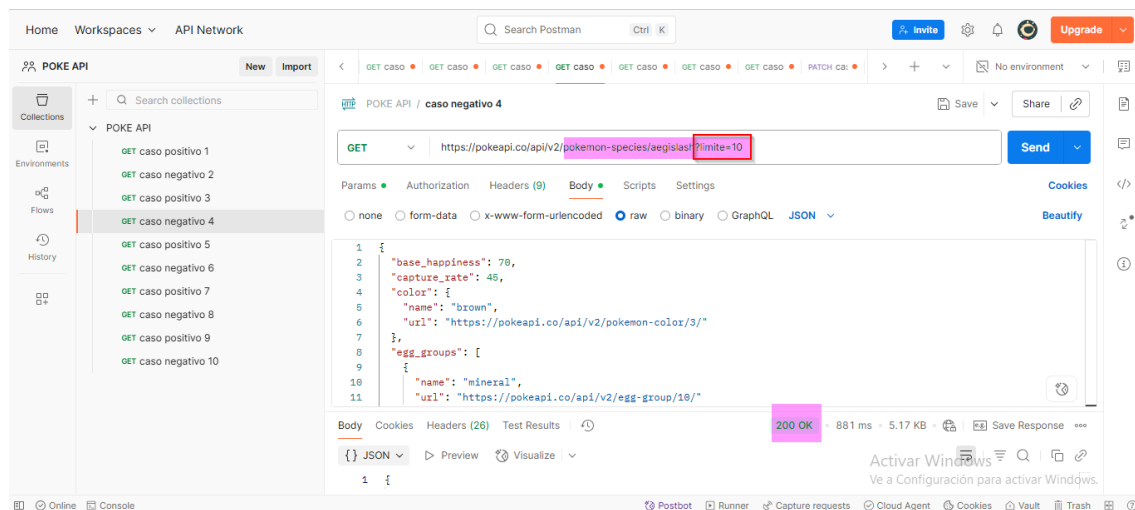 Home Workspaces API Network Search Postman Ctrl K Invite Upgrade
POKE API New Import GET caso GET caso GET caso GET caso GET caso GET caso GET caso PATCH ca: No environment
Collections
Environments
Flows
History
Search collections
POKE API
GET caso positivo 1
GET caso negativo 2
GET caso positivo 3
GET caso negativo 4
GET caso positivo 5
GET caso negativo 6
GET caso positivo 7
GET caso negativo 8
GET caso positivo 9
GET caso negativo 10
HTTP POKE API / caso negativo 4 Save Share
GET https://pokeapi.co/api/v2/pokemon-species/aegislash?limite=10 Send
Params Authorization Headers (9) Body Scripts Settings Cookies
none form-data x-www-form-urlencoded raw binary GraphQL JSON Beautify
1 {
2 "base_happiness": 70,
3 "capture_rate": 45,
4 "color": {
5 "name": "brown",
6 "url": "https://pokeapi.co/api/v2/pokemon-color/3/"
7 },
8 "egg_groups": [
9 {
10 "name": "mineral",
11 "url": "https://pokeapi.co/api/v2/egg-group/10/"
Body Cookies Headers (26) Test Results 200 OK 881 ms 5.17 KB Save Response
{} JSON Preview Visualize
1 {
Activar Windows
Ve a Configuración para activar Windows.
Online Console Postbot Runner Capture requests Cloud Agent Cookies Vault Trash